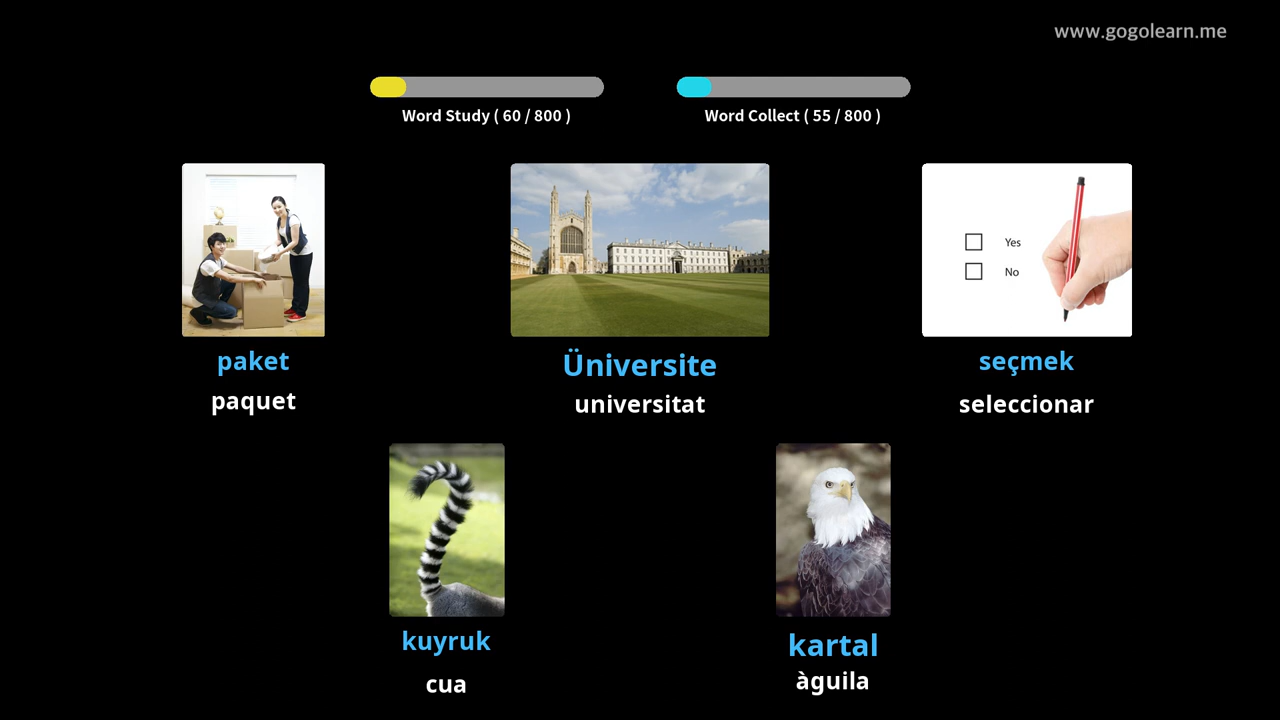 www.gogolearn.me
Word Study ( 60 / 800 )
Word Collect ( 55 / 800 )
Yes
No
paket
paquet
Üniversite
universitat
seçmek
seleccionar
kuyruk
cua
kartal
àguila